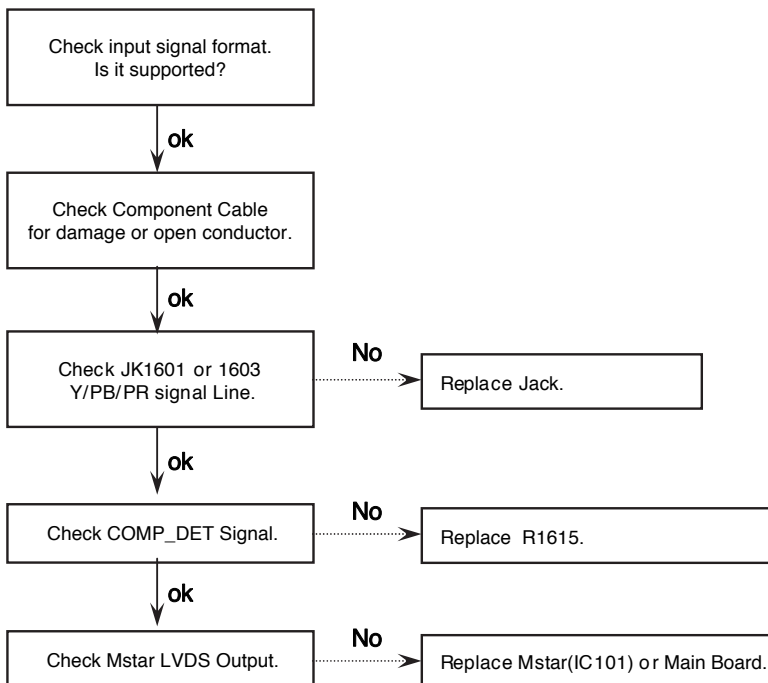 Check input signal format.
Is it supported?
ok
Check Component Cable
for damage or open conductor.
ok
Check JK1601 or 1603
Y/PB/PR signal Line.
No
Replace Jack.
ok
Check COMP_DET Signal.
No
Replace R1615.
ok
Check Mstar LVDS Output.
No
Replace Mstar(IC101) or Main Board.